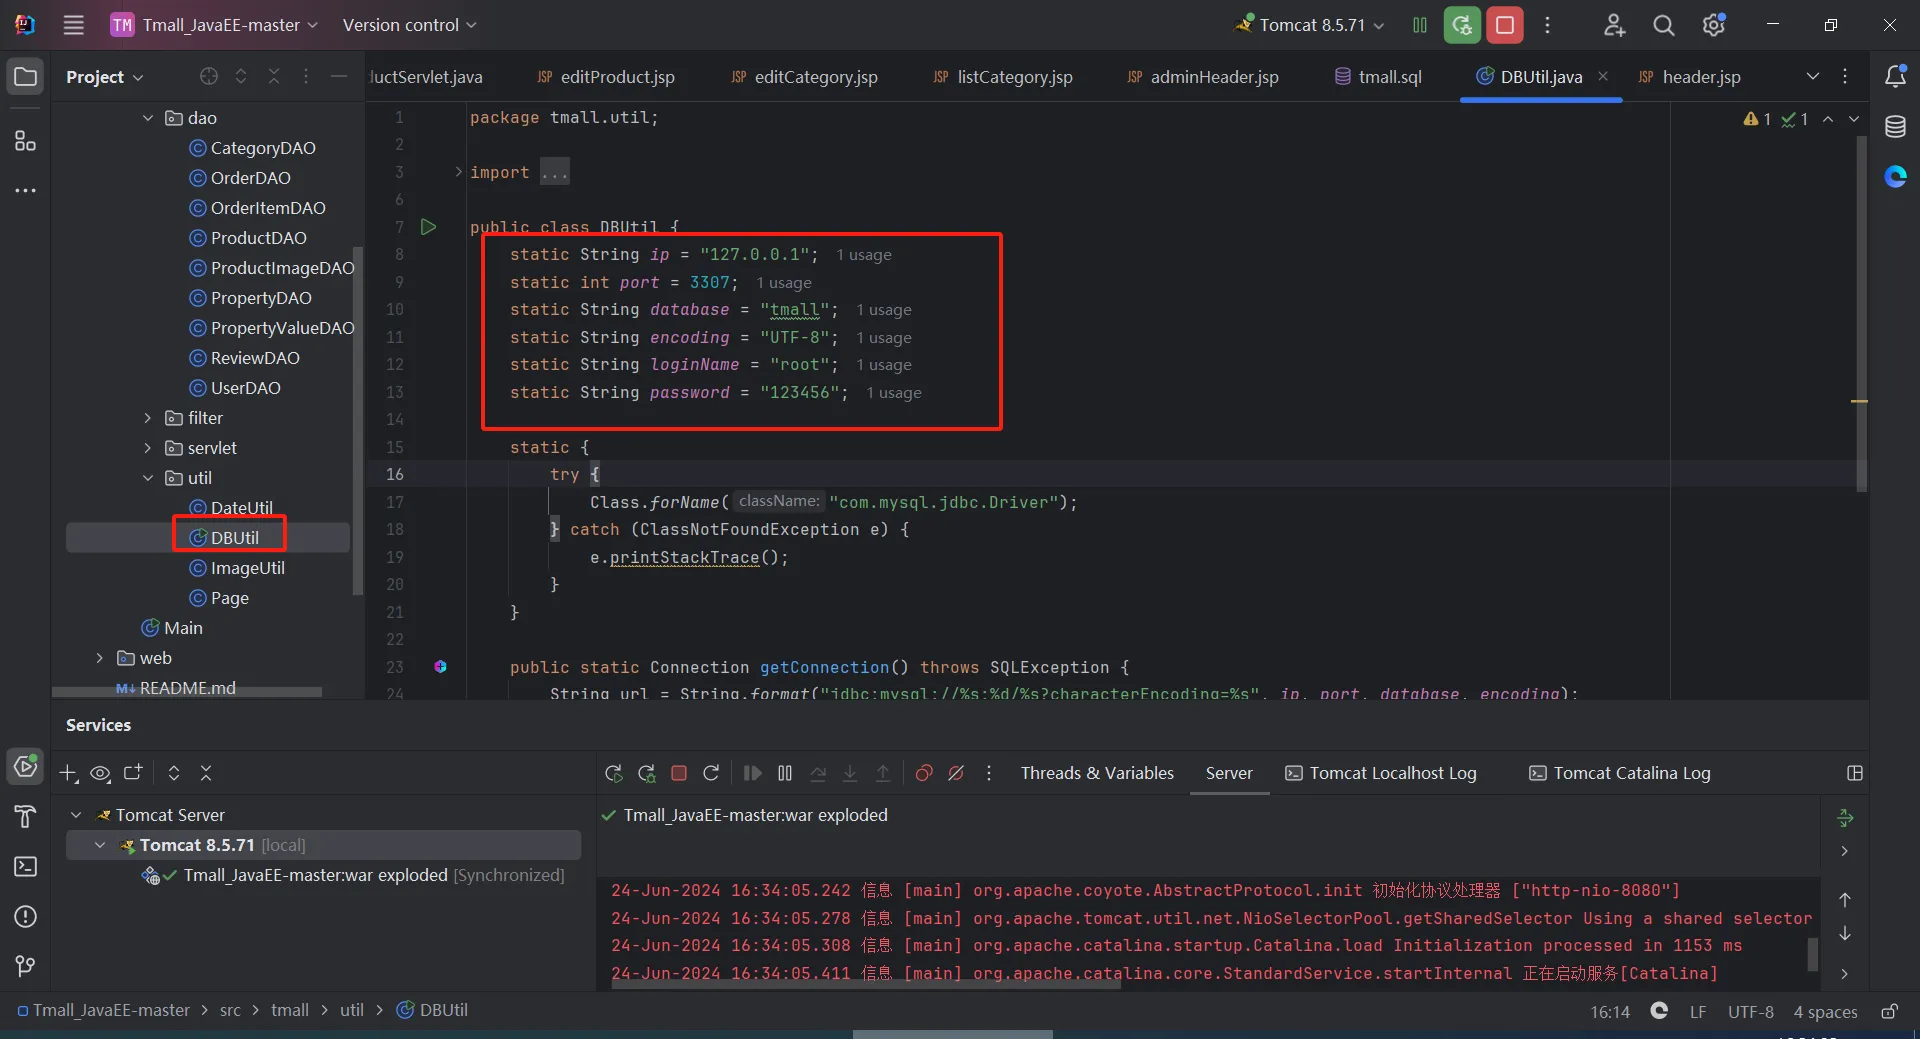 TM Tmall_JavaEE-master Version control Tomcat 8.5.71
Project
dao
CategoryDAO
OrderDAO
OrderItemDAO
ProductDAO
ProductImageDAO
PropertyDAO
PropertyValueDAO
ReviewDAO
UserDAO
filter
servlet
util
DateUtil
DBUtil
ImageUtil
Page
Main
web
M↓ README.md
ductServlet.java JSP editProduct.jsp JSP editCategory.jsp JSP listCategory.jsp JSP adminHeader.jsp tmall.sql DBUtil.java JSP header.jsp
1 1
1 package tmall.util;
2
3 import ...
6
7 public class DBUtil {
8 static String ip = "127.0.0.1"; 1 usage
9 static int port = 3307; 1 usage
10 static String database = "tmall"; 1 usage
11 static String encoding = "UTF-8"; 1 usage
12 static String loginName = "root"; 1 usage
13 static String password = "123456"; 1 usage
14
15 static {
16 try {
17 Class.forName( className: "com.mysql.jdbc.Driver");
18 } catch (ClassNotFoundException e) {
19 e.printStackTrace();
20 }
21 }
22
23 public static Connection getConnection() throws SQLException {
24 String url = String.format("jdbc:mysql://%s:%d/%s?characterEncoding=%s", ip, port, database, encoding);
Services
Tomcat Server
Tomcat 8.5.71 [local]
Tmall_JavaEE-master:war exploded [Synchronized]
Threads & Variables Server Tomcat Localhost Log Tomcat Catalina Log
Tmall_JavaEE-master:war exploded
24-Jun-2024 16:34:05.242 信息 [main] org.apache.coyote.AbstractProtocol.init 初始化协议处理器 ["http-nio-8080"]
24-Jun-2024 16:34:05.278 信息 [main] org.apache.tomcat.util.net.NioSelectorPool.getSharedSelector Using a shared selector
24-Jun-2024 16:34:05.308 信息 [main] org.apache.catalina.startup.Catalina.load Initialization processed in 1153 ms
24-Jun-2024 16:34:05.411 信息 [main] org.apache.catalina.core.StandardService.startInternal 正在启动服务[Catalina]
Tmall_JavaEE-master > src > tmall > util > DBUtil
16:14 LF UTF-8 4 spaces